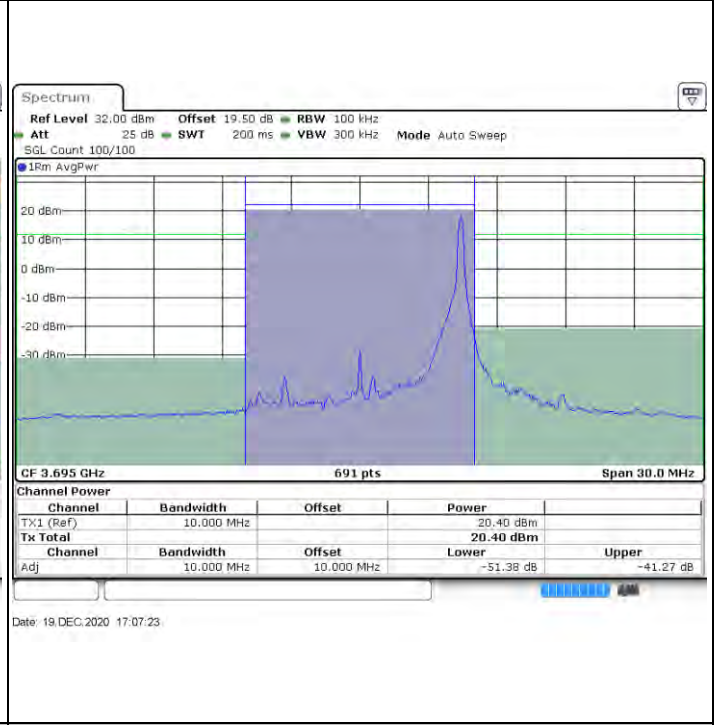 Spectrum
Ref Level 32.00 dBm Offset 19.50 dB RBW 100 kHz
Att 25 dB SWT 200 ms VBW 300 kHz Mode Auto Sweep
SGL Count 100/100
1Rm AvgPwr
20 dBm
10 dBm
0 dBm
-10 dBm
-20 dBm
-30 dBm
CF 3.695 GHz 691 pts Span 30.0 MHz
Channel Power
Channel Bandwidth Offset Power
TX1 (Ref) 10.000 MHz 20.40 dBm
Tx Total 20.40 dBm
Channel Bandwidth Offset Lower Upper
Adj 10.000 MHz 10.000 MHz -51.38 dB -41.27 dB
Date: 19.DEC.2020 17:07:23